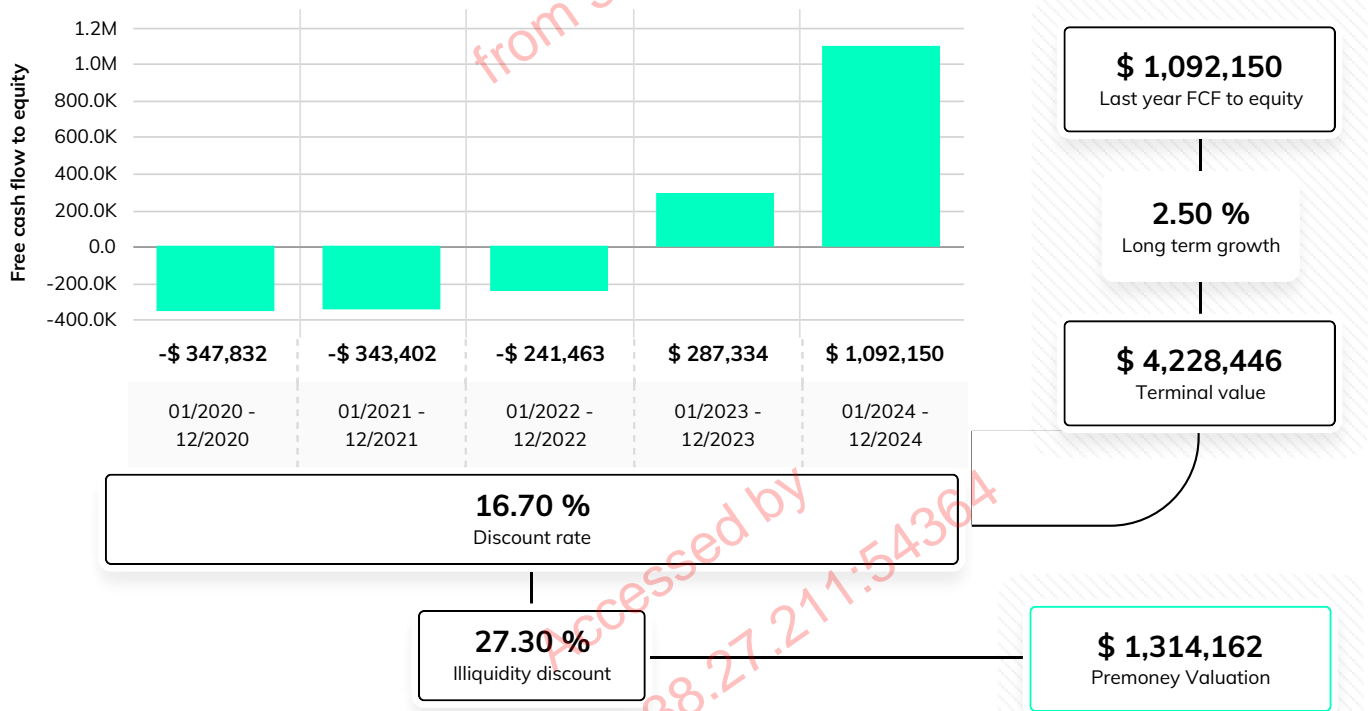 Free cash flow to equity
1.2M
1.0M
800.0K
600.0K
400.0K
200.0K
0.0
-200.0K
-400.0K
-$ 347,832
-$ 343,402
-$ 241,463
$ 287,334
$ 1,092,150
01/2020 -
12/2020
01/2021 -
12/2021
01/2022 -
12/2022
01/2023 -
12/2023
01/2024 -
12/2024
16.70 %
Discount rate
27.30 %
Illiquidity discount
$ 1,092,150
Last year FCF to equity
2.50 %
Long term growth
$ 4,228,446
Terminal value
$ 1,314,162
Premoney Valuation
from
Accessed by
38.27.211:54364